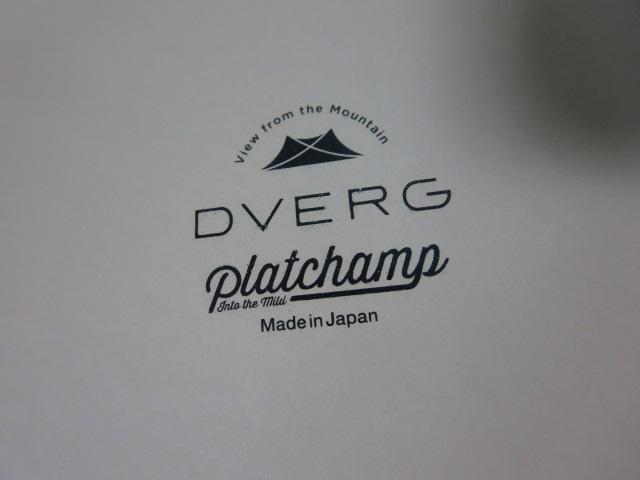 View from the Mountain
DVERG
Platchamp
Into the Mild
Made in Japan